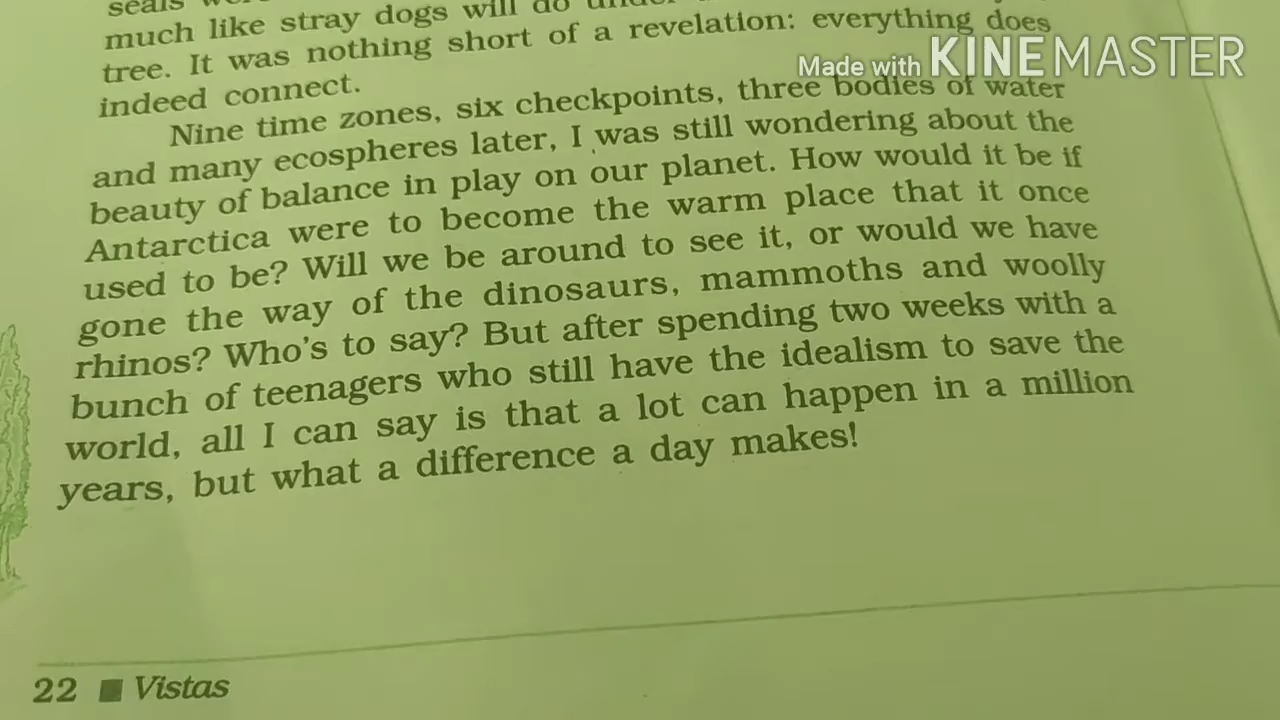 seals
much like stray dogs will do
tree. It was nothing short of a revelation: everything does
Made with KINEMASTER
indeed connect.
Nine time zones, six checkpoints, three bodies of water
and many ecospheres later, I was still wondering about the
beauty of balance in play on our planet. How would it be if
Antarctica were to become the warm place that it once
used to be? Will we be around to see it, or would we have
gone the way of the dinosaurs, mammoths and woolly
rhinos? Who's to say? But after spending two weeks with a
bunch of teenagers who still have the idealism to save the
world, all I can say is that a lot can happen in a million
years, but what a difference a day makes!
22 ■ Vistas